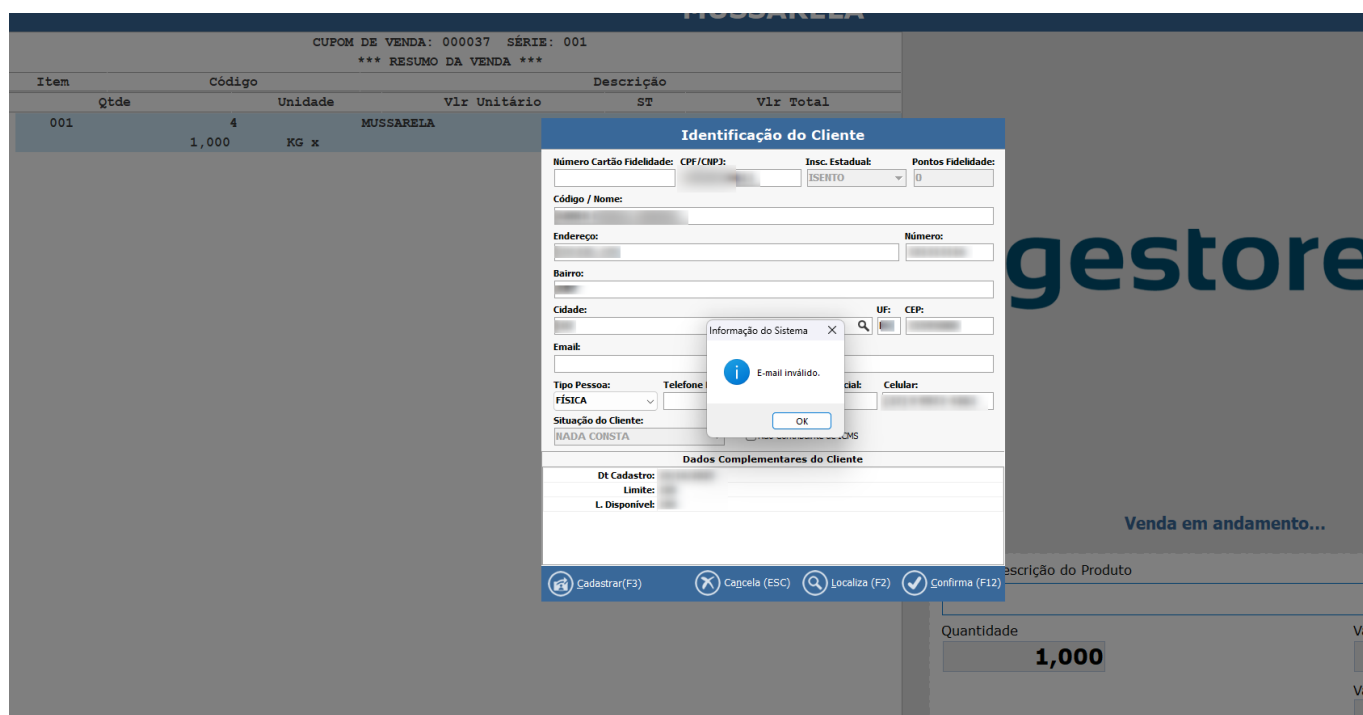 MUSSARELA
CUPOM DE VENDA: 000037 SÉRIE: 001
*** RESUMO DA VENDA ***
Item Código Descrição
Qtde Unidade Vlr Unitário ST Vlr Total
001 4 MUSSARELA
1,000 KG x
Identificação do Cliente
Número Cartão Fidelidade: CPF/CNPJ: Insc. Estadual: Pontos Fidelidade:
ISENTO 0
Código / Nome:
Endereço: Número:
Bairro:
Cidade: UF: CEP:
Informação do Sistema
Email:
E-mail inválido.
Tipo Pessoa: Telefone Celular:
FÍSICA
OK
Situação do Cliente:
NADA CONSTA
Dados Complementares do Cliente
Dt Cadastro:
Limite:
L. Disponível:
Cadastrar(F3) Cancela (ESC) Localiza (F2) Confirma (F12)
gestore
Venda em andamento...
escrição do Produto
Quantidade
1,000